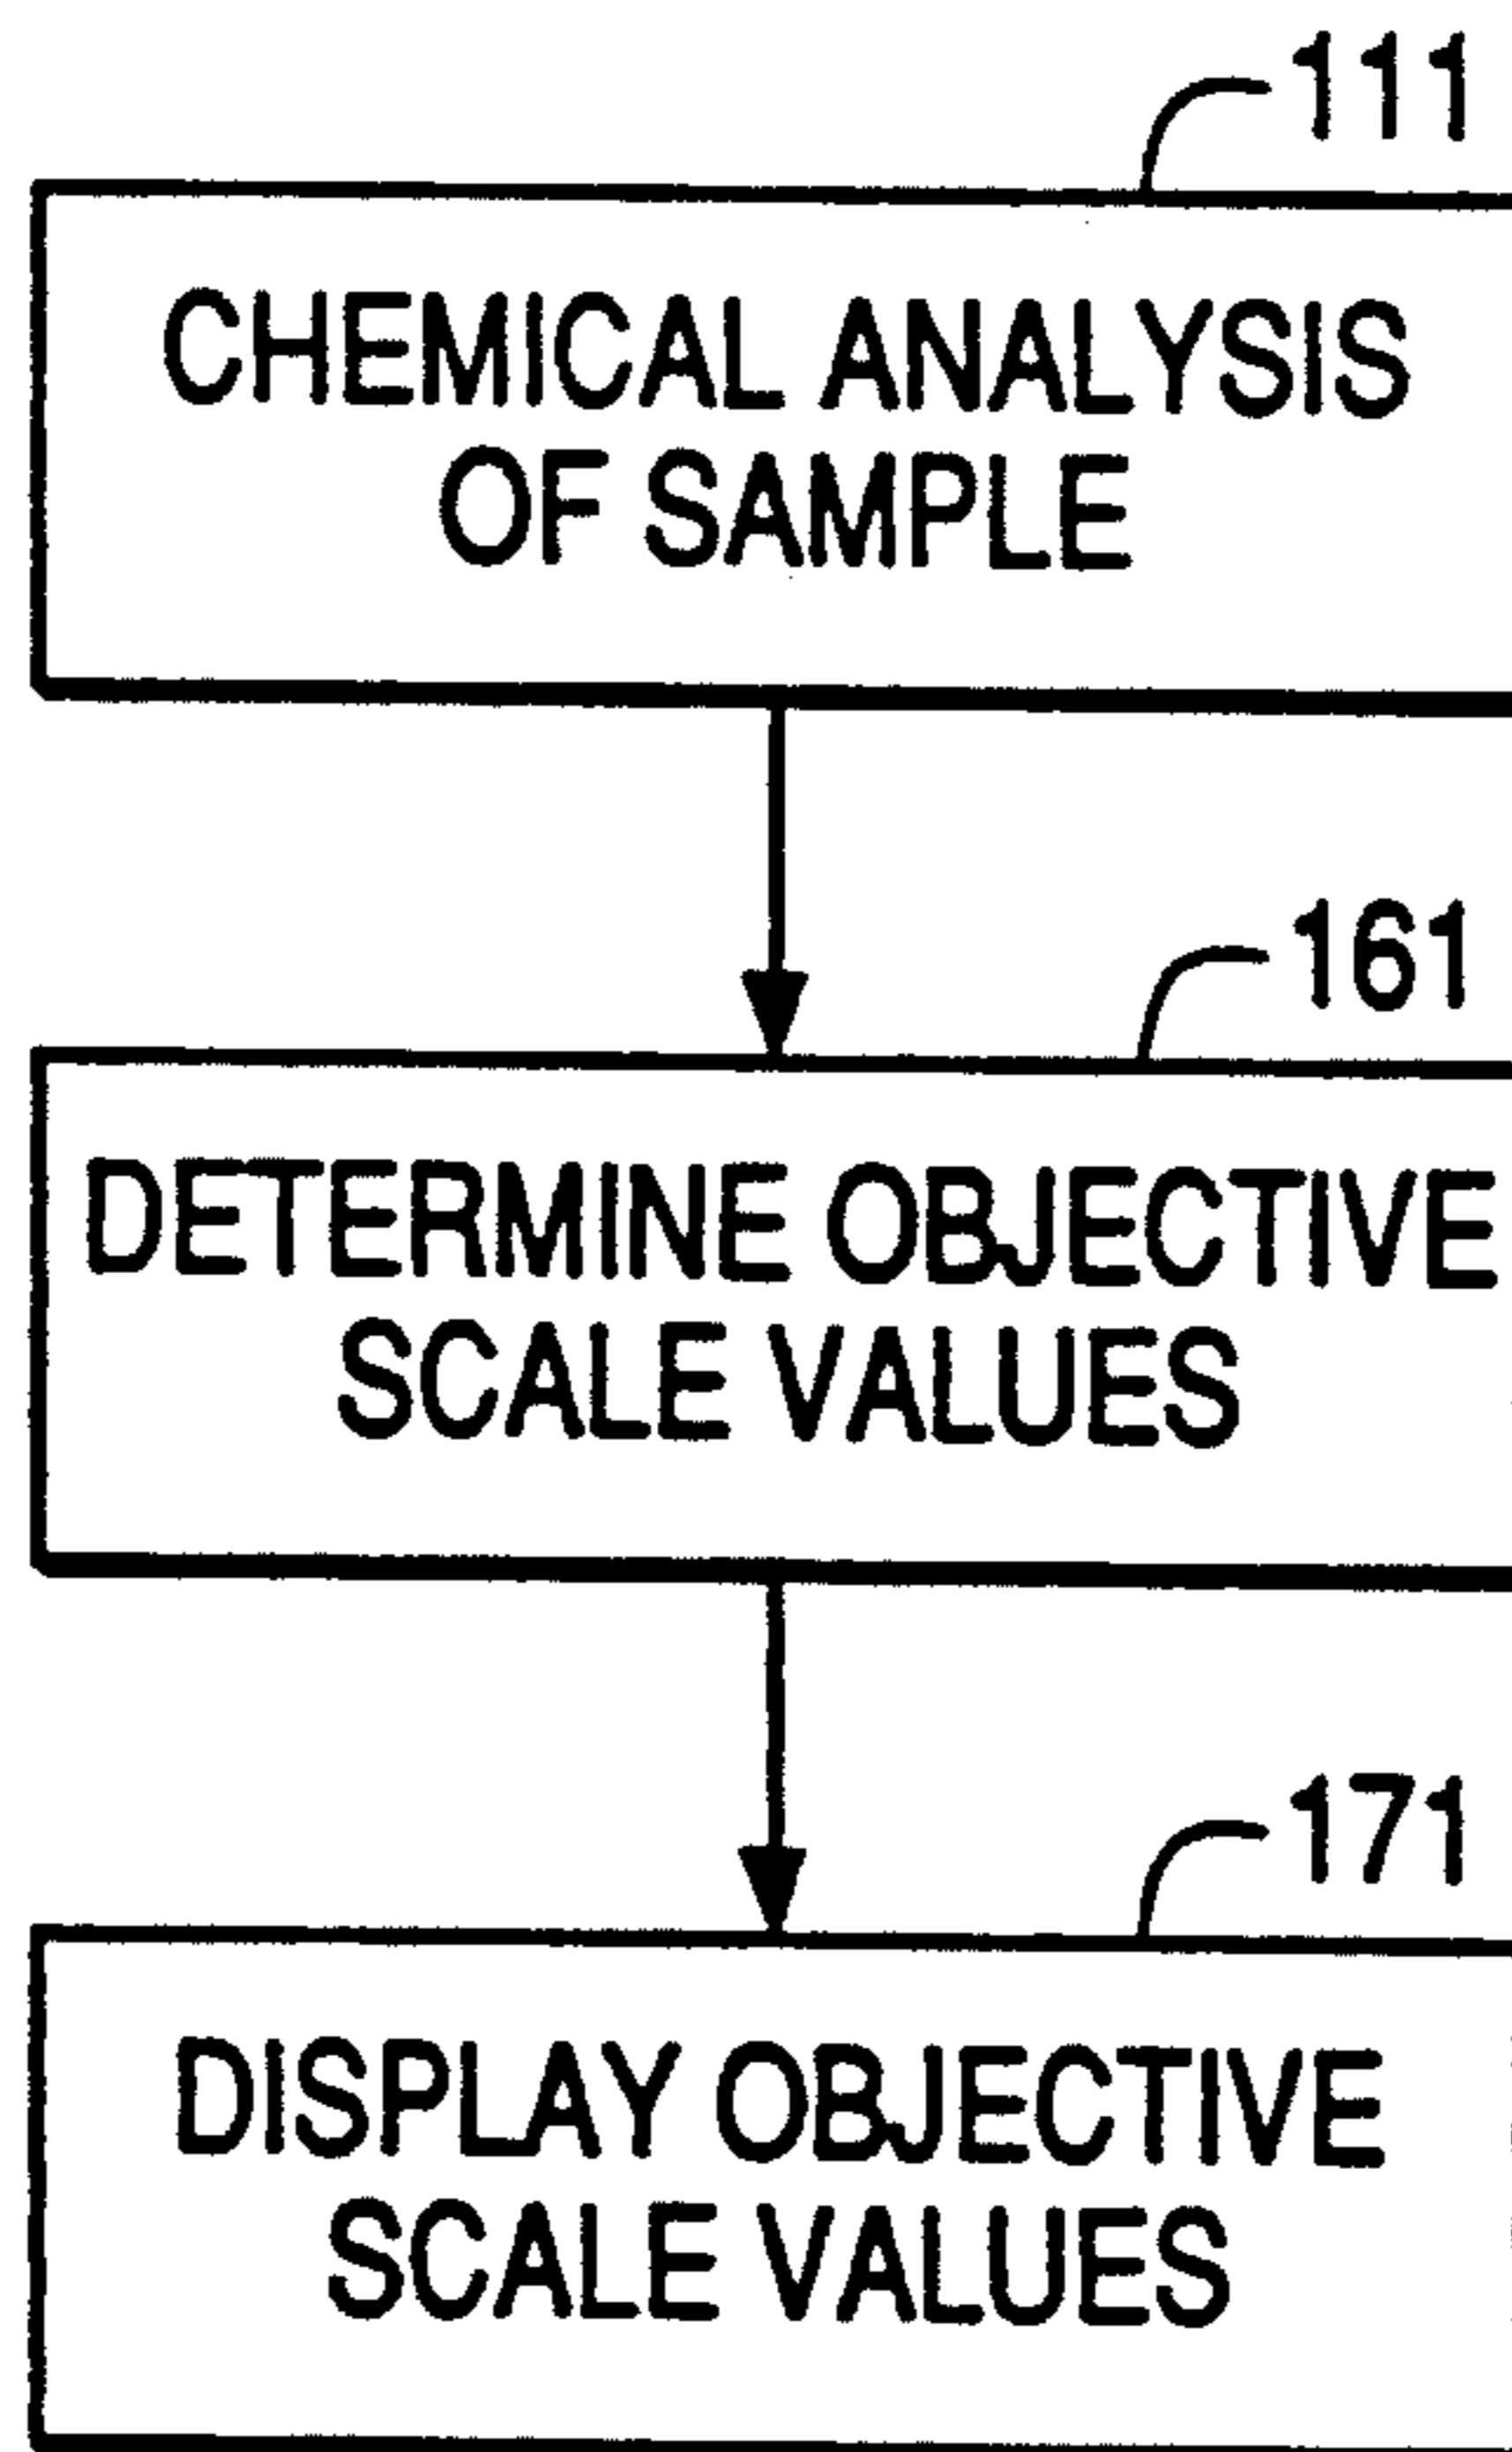 111
CHEMICAL ANALYSIS
OF SAMPLE
161
DETERMINE OBJECTIVE
SCALE VALUES
171
DISPLAY OBJECTIVE
SCALE VALUES